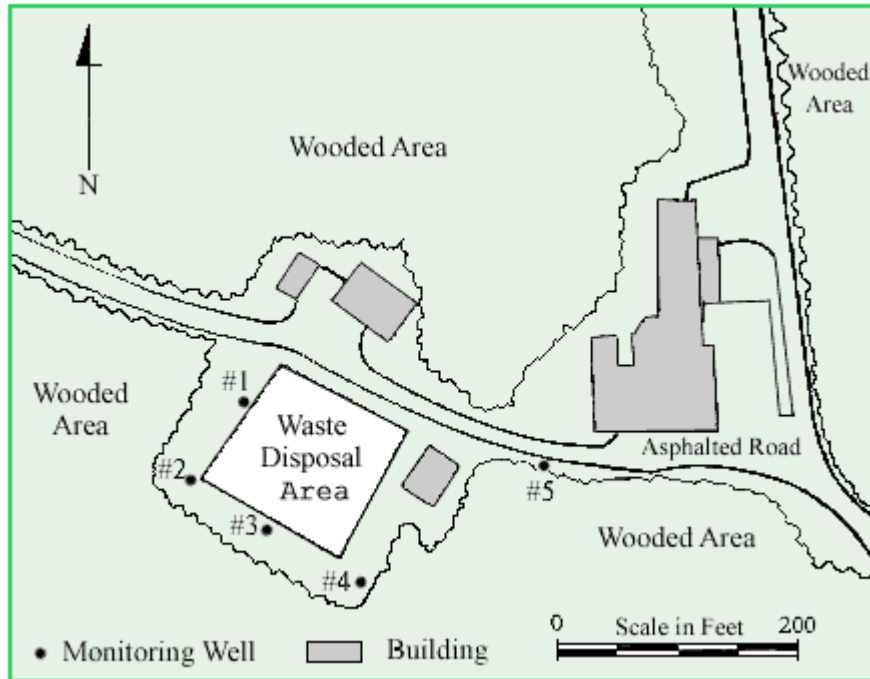 Wooded
Area
Wooded Area
N
#1
Wooded
Area
Waste
Disposal
Area
#2
Asphalted Road
#5
#3
Wooded Area
#4
0 Scale in Feet 200
Monitoring Well
Building